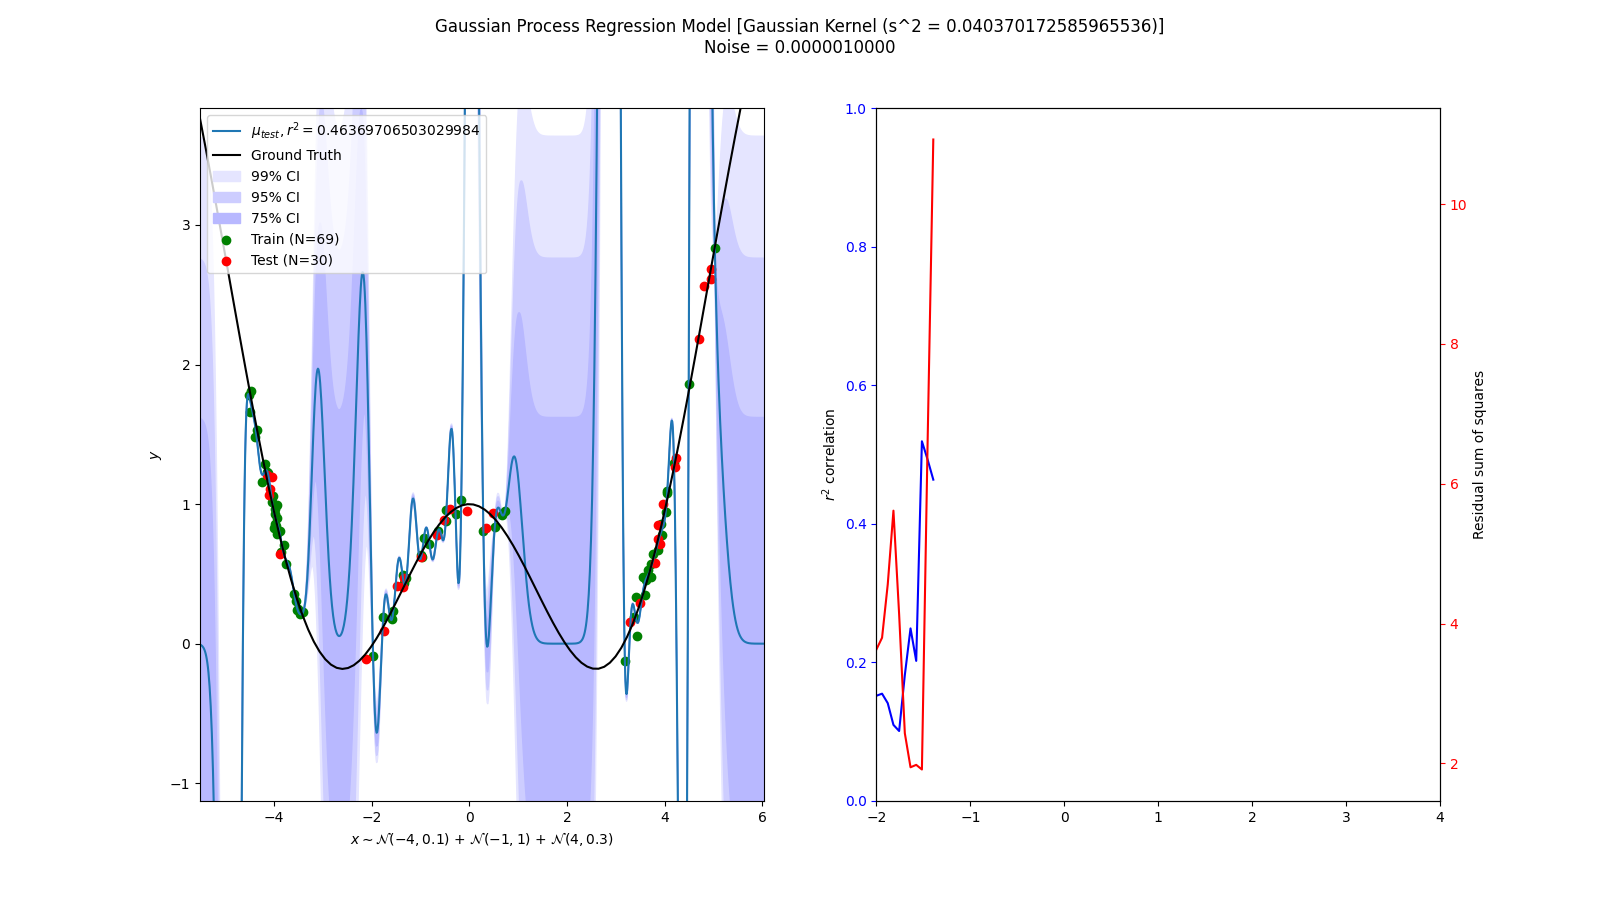 Gaussian Process Regression Model [Gaussian Kernel (s^2 = 0.040370172585965536)]
Noise = 0.0000010000
μ_test, r² = 0.46369706503029984
Ground Truth
99% CI
95% CI
75% CI
Train (N=69)
Test (N=30)
3
2
1
0
−1
y
−4
−2
0
2
4
6
x ~ 𝒩(−4, 0.1) + 𝒩(−1, 1) + 𝒩(4, 0.3)
1.0
0.8
0.6
0.4
0.2
0.0
r² correlation
−2
−1
0
1
2
3
4
10
8
6
4
2
Residual sum of squares